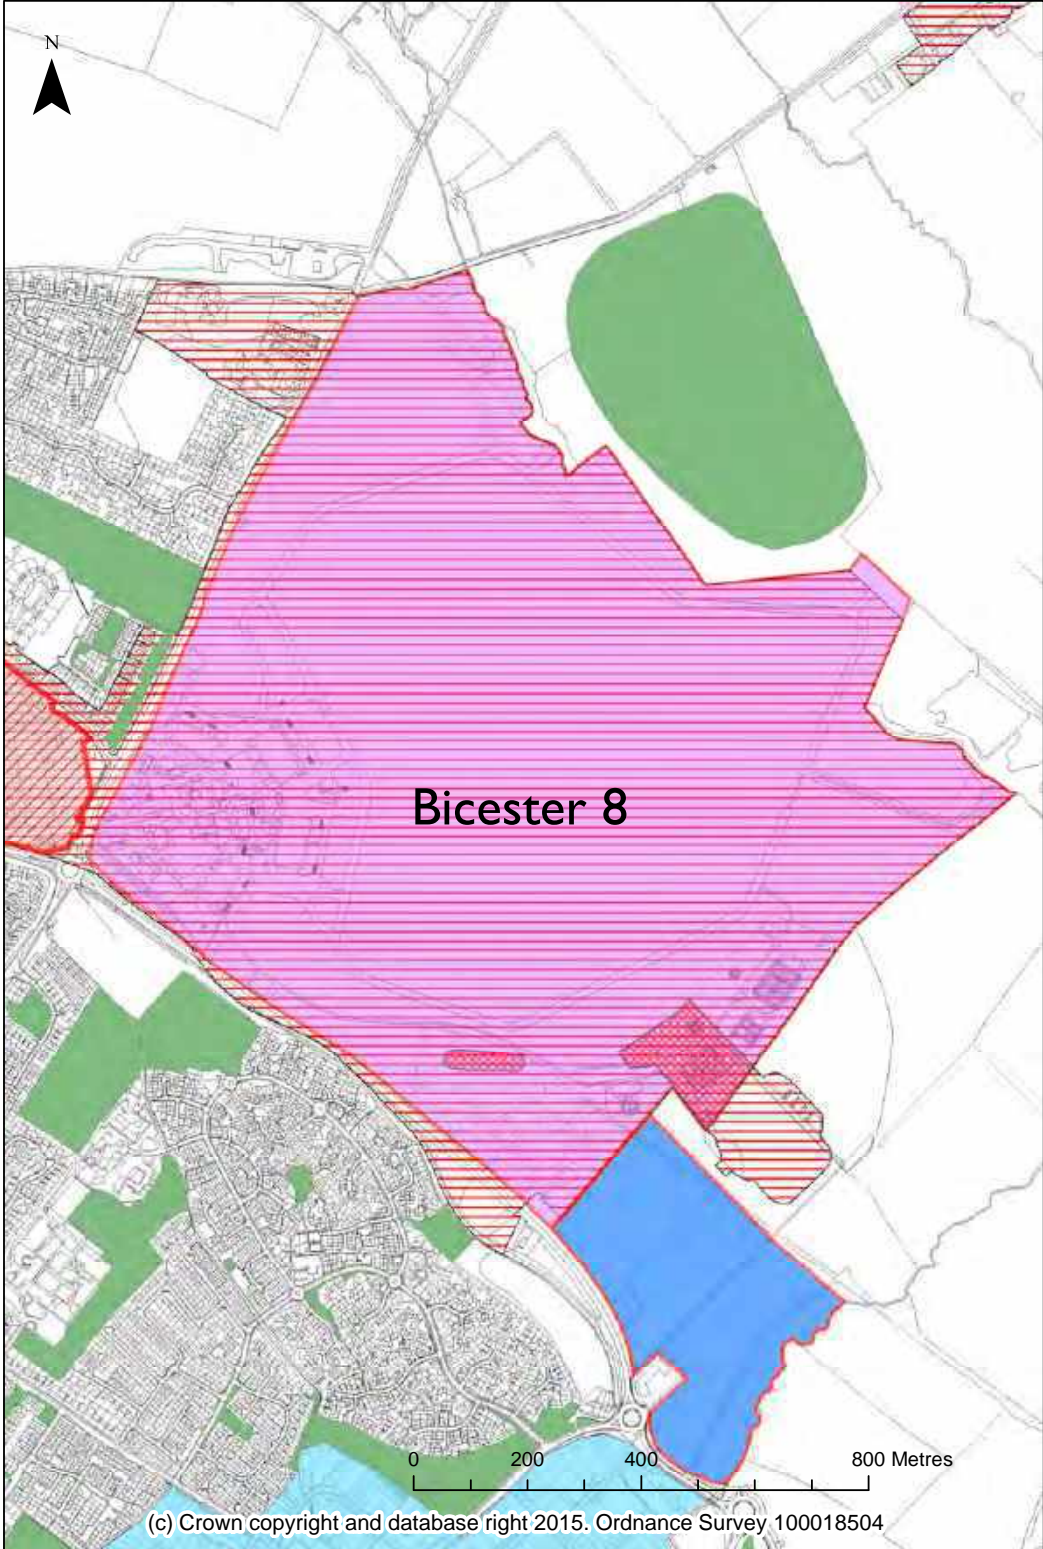 N
Bicester 8
0 200 400 800 Metres
(c) Crown copyright and database right 2015. Ordnance Survey 100018504